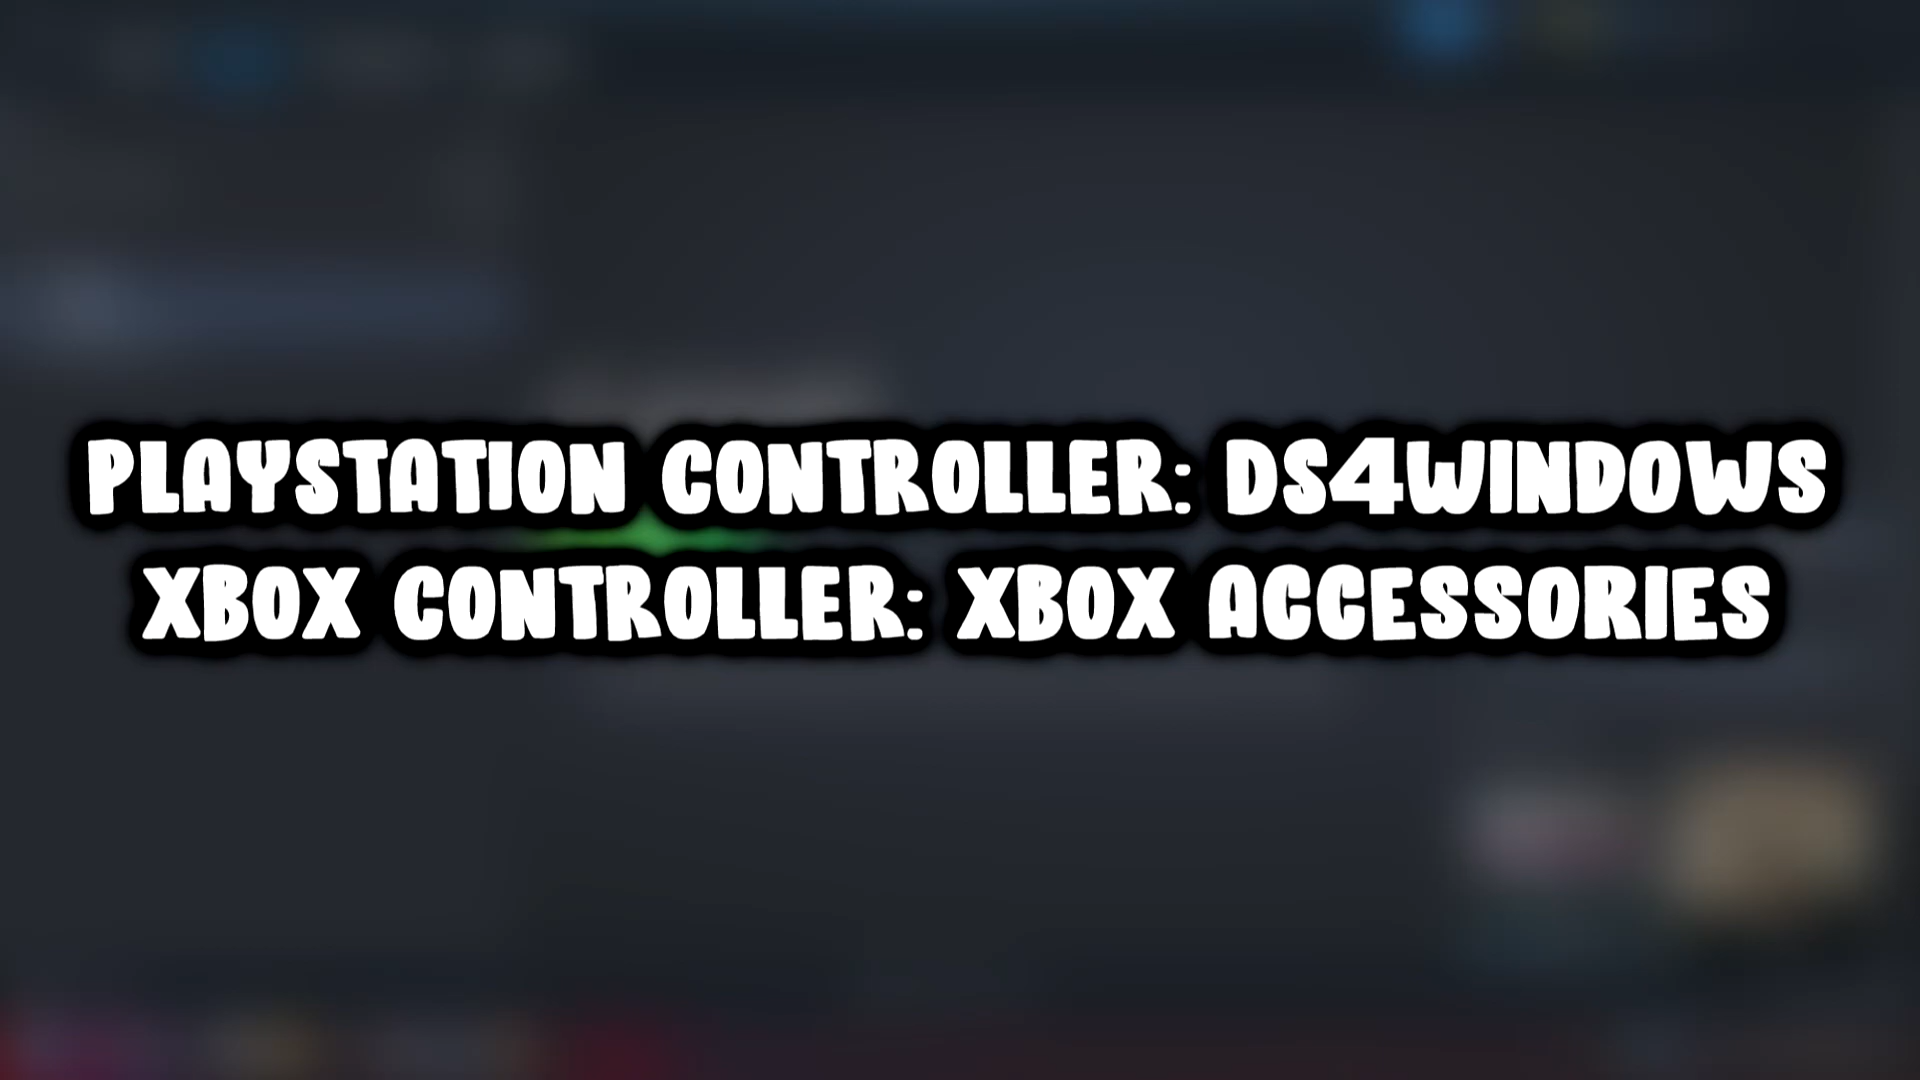 PLAYSTATION CONTROLLER: DS4WINDOWS
XBOX CONTROLLER: XBOX ACCESSORIES